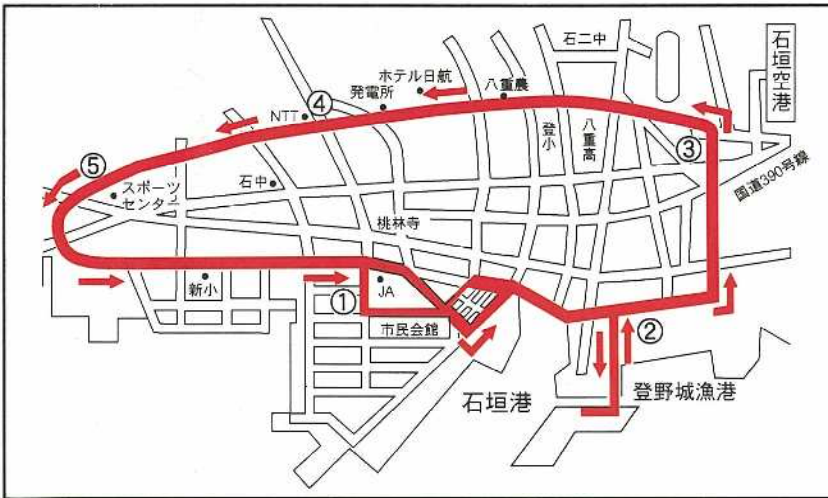 石二中
ホテル日航
八重農
発電所
④
NTT
石垣空港
登小
八重高
③
国道390号線
⑤
スポーツ
センター
石中
桃林寺
新小
①
JA
市民会館
②
石垣港
登野城漁港